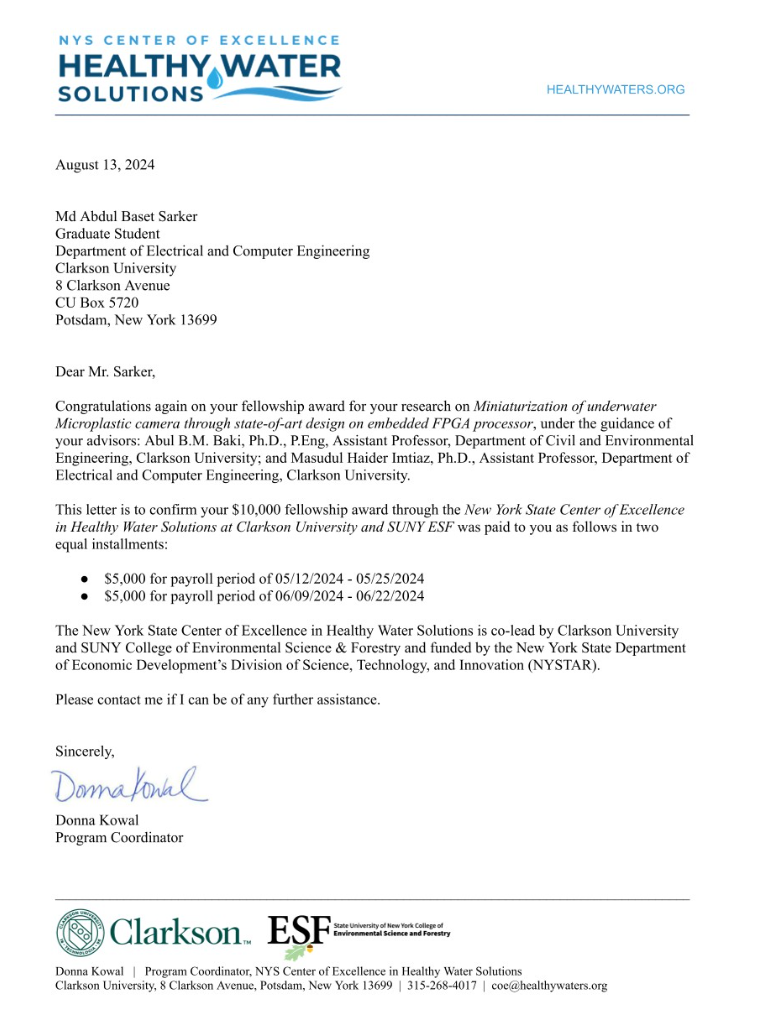 NYS CENTER OF EXCELLENCE
HEALTHY WATER
SOLUTIONS
HEALTHYWATERS.ORG
August 13, 2024
Md Abdul Baset Sarker
Graduate Student
Department of Electrical and Computer Engineering
Clarkson University
8 Clarkson Avenue
CU Box 5720
Potsdam, New York 13699
Dear Mr. Sarker,
Congratulations again on your fellowship award for your research on Miniaturization of underwater
Microplastic camera through state-of-art design on embedded FPGA processor, under the guidance of
your advisors: Abul B.M. Baki, Ph.D., P.Eng, Assistant Professor, Department of Civil and Environmental
Engineering, Clarkson University; and Masudul Haider Imtiaz, Ph.D., Assistant Professor, Department of
Electrical and Computer Engineering, Clarkson University.
This letter is to confirm your $10,000 fellowship award through the New York State Center of Excellence
in Healthy Water Solutions at Clarkson University and SUNY ESF was paid to you as follows in two
equal installments:
● $5,000 for payroll period of 05/12/2024 - 05/25/2024
● $5,000 for payroll period of 06/09/2024 - 06/22/2024
The New York State Center of Excellence in Healthy Water Solutions is co-lead by Clarkson University
and SUNY College of Environmental Science & Forestry and funded by the New York State Department
of Economic Development's Division of Science, Technology, and Innovation (NYSTAR).
Please contact me if I can be of any further assistance.
Sincerely,
Donna Kowal
Donna Kowal
Program Coordinator
Clarkson™
ESF
State University of New York College of
Environmental Science and Forestry
Donna Kowal | Program Coordinator, NYS Center of Excellence in Healthy Water Solutions
Clarkson University, 8 Clarkson Avenue, Potsdam, New York 13699 | 315-268-4017 | coe@healthywaters.org